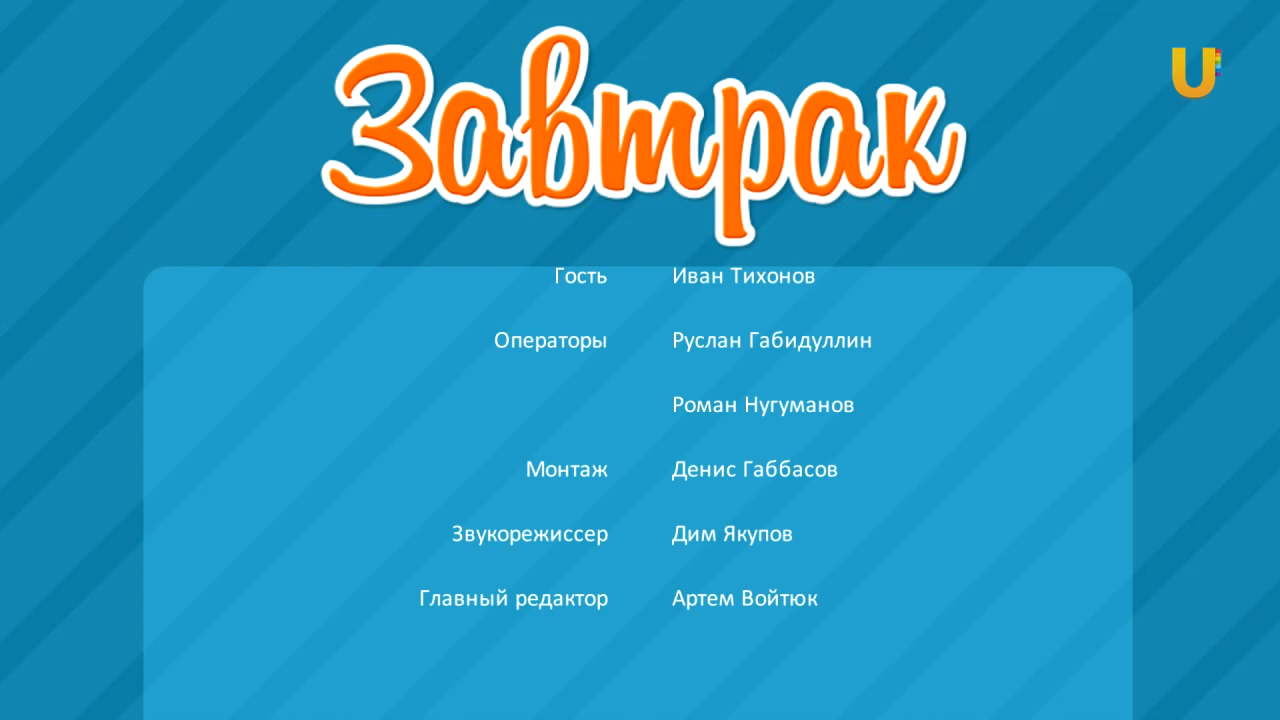 U
Завтрак
Гость Иван Тихонов
Операторы Руслан Габидуллин
Роман Нугуманов
Монтаж Денис Габбасов
Звукорежиссер Дим Якупов
Главный редактор Артем Войтюк